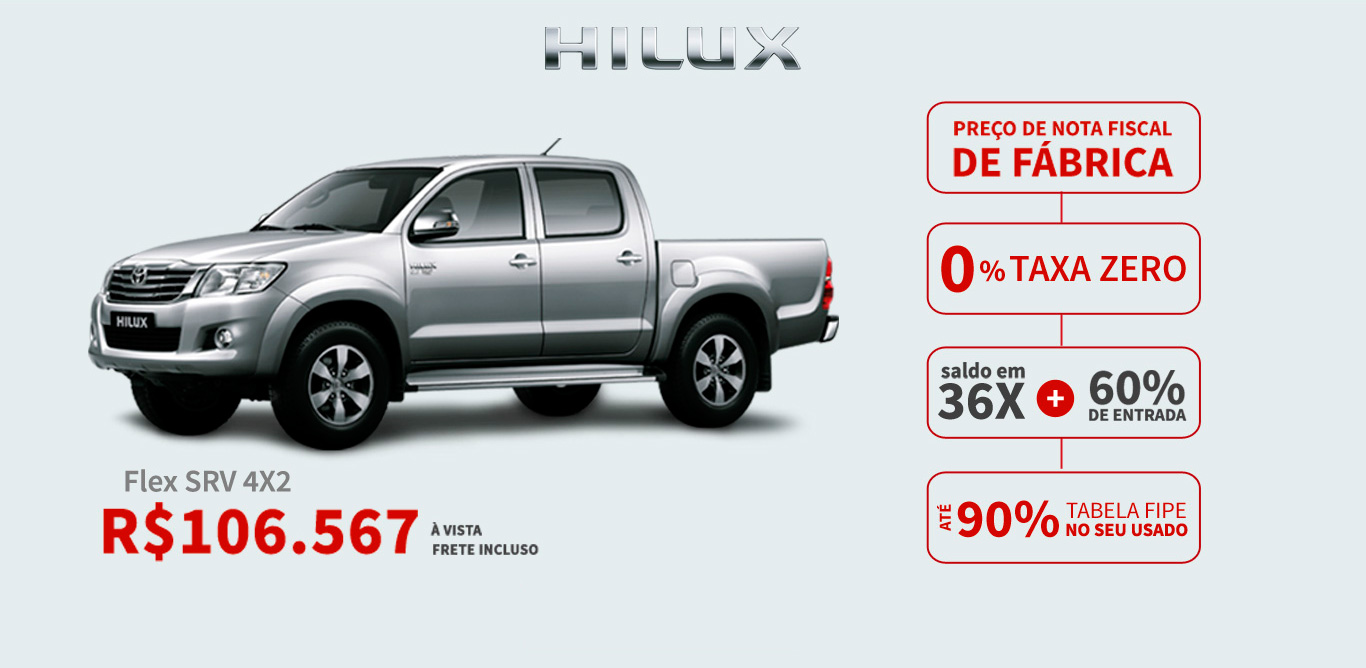 HILUX
HILUX
HILUX
Flex SRV 4X2
R$106.567
À VISTA
FRETE INCLUSO
PREÇO DE NOTA FISCAL
DE FÁBRICA
0% TAXA ZERO
saldo em
36X + 60%
DE ENTRADA
ATÉ 90% TABELA FIPE
NO SEU USADO